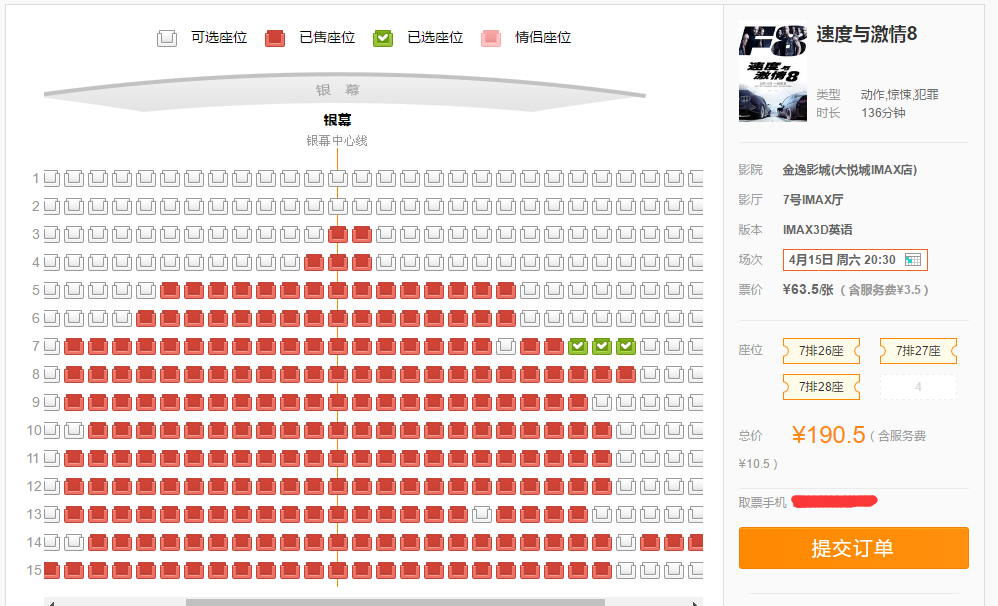 可选座位 已售座位 已选座位 情侣座位
银 幕
银幕
银幕中心线
1
2
3
4
5
6
7
8
9
10
11
12
13
14
15
F8
速度与
激情8
速度与激情8
类型 动作,惊悚,犯罪
时长 136分钟
影院 金逸影城(大悦城IMAX店)
影厅 7号IMAX厅
版本 IMAX3D英语
场次 4月15日 周六 20:30
票价 ¥63.5/张 ( 含服务费¥3.5 )
座位 7排26座 7排27座
7排28座 4
总价 ¥190.5 ( 含服务费
¥10.5 )
取票手机
提交订单